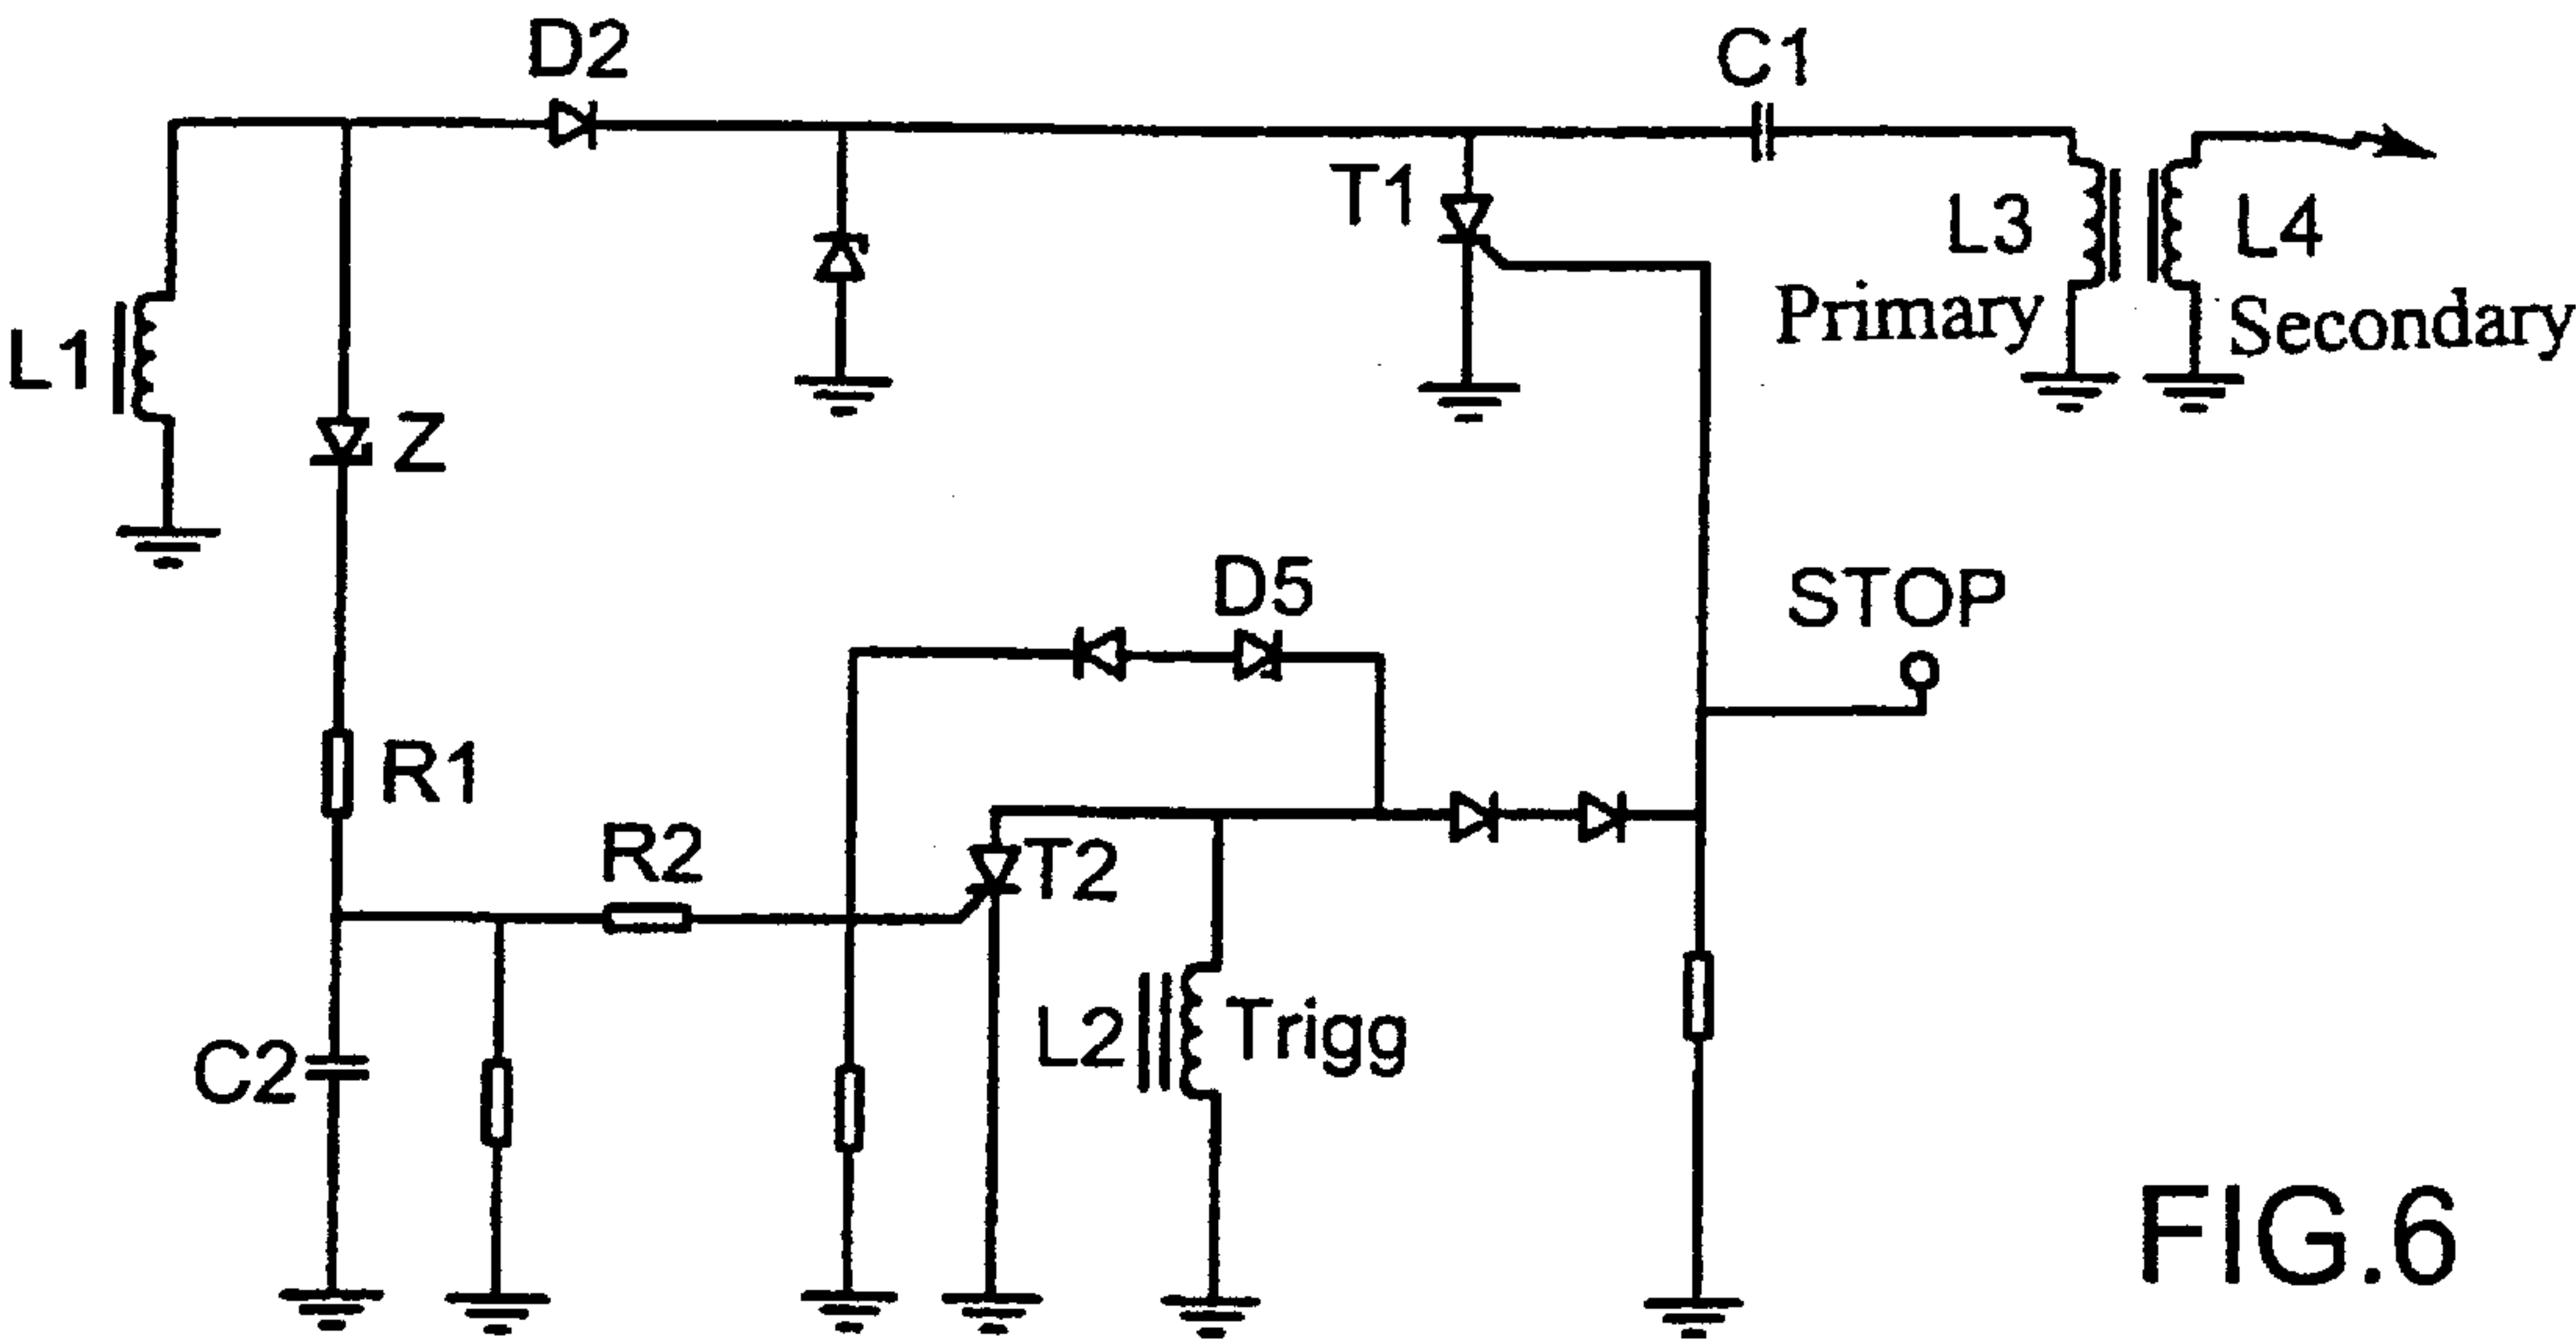 D2
C1
T1
L3
L4
Primary
Secondary
L1
Z
D5
STOP
R1
R2
T2
C2
L2
Trigg
FIG.6